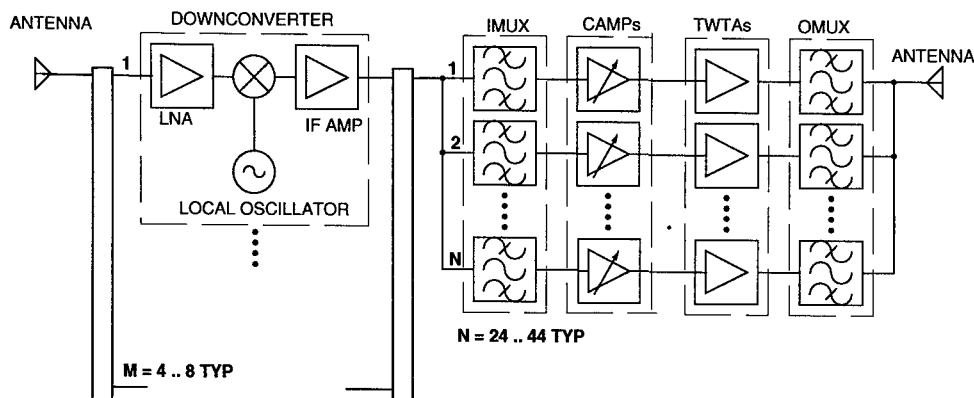 DOWNCONVERTER
ANTENNA
1
LNA
IF AMP
LOCAL OSCILLATOR
M = 4 .. 8 TYP
IMUX
CAMPs
TWTAs
OMUX
ANTENNA
1
2
N
N = 24 .. 44 TYP